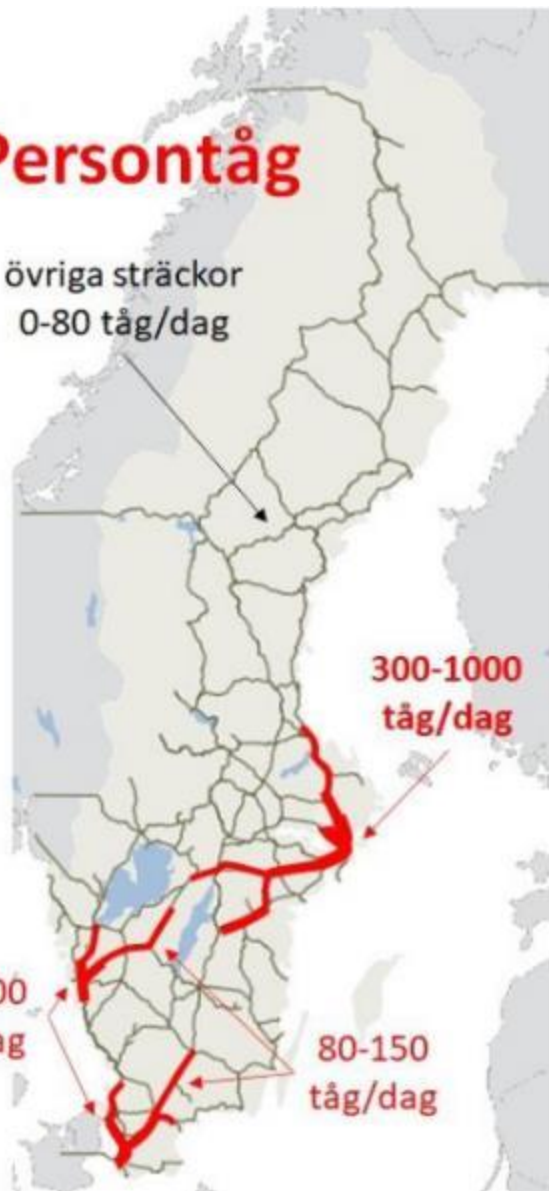 Persontåg
övriga sträckor
0-80 tåg/dag
300-1000
tåg/dag
80-150
tåg/dag